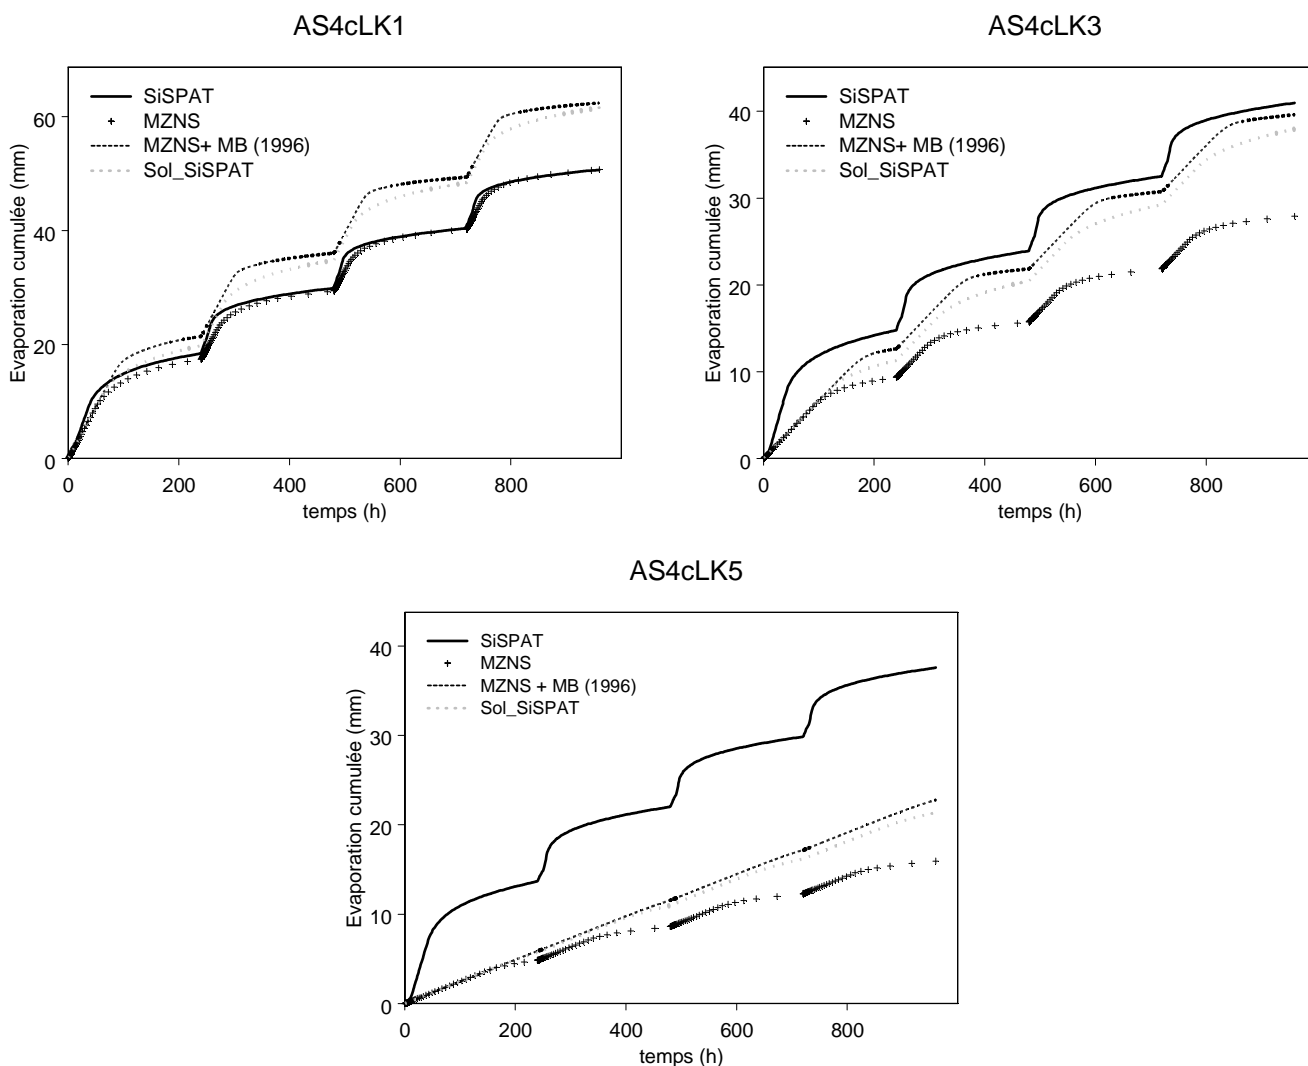 AS4cLK1
Evaporation cumulée (mm)
60
40
20
0
SiSPAT
MZNS
MZNS+ MB (1996)
Sol_SiSPAT
0 200 400 600 800
temps (h)
AS4cLK3
Evaporation cumulée (mm)
40
30
20
10
0
SiSPAT
MZNS
MZNS+ MB (1996)
Sol_SiSPAT
0 200 400 600 800
temps (h)
AS4cLK5
Evaporation cumulée (mm)
40
30
20
10
0
SiSPAT
MZNS
MZNS + MB (1996)
Sol_SiSPAT
0 200 400 600 800
temps (h)